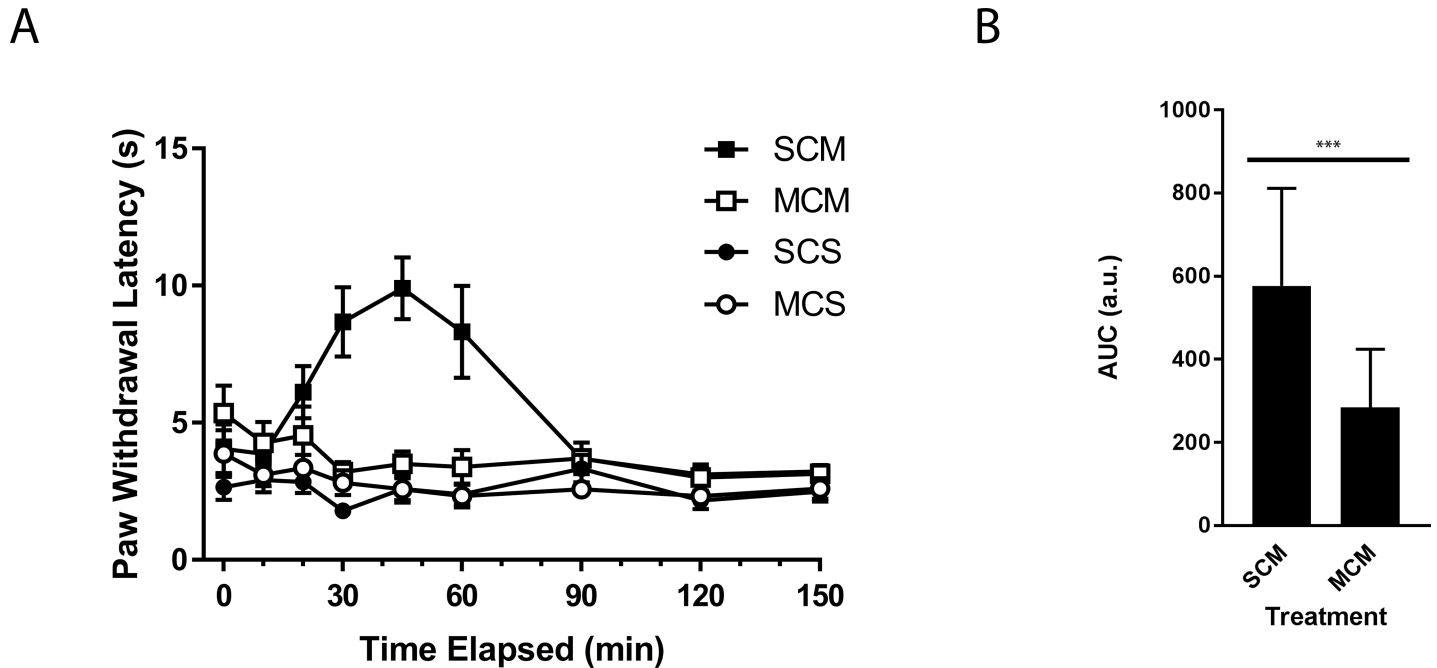 A
Paw Withdrawal Latency (s)
15
10
5
0
0 30 60 90 120 150
Time Elapsed (min)
SCM
MCM
SCS
MCS
B
AUC (a.u.)
1000
800
600
400
200
0
***
SCM MCM
Treatment